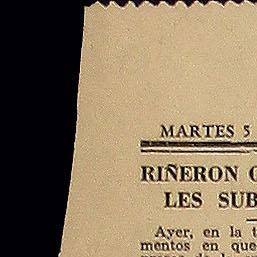 MARTES 5
RIÑERON
LES SUB
Ayer, en la t
mentos en que